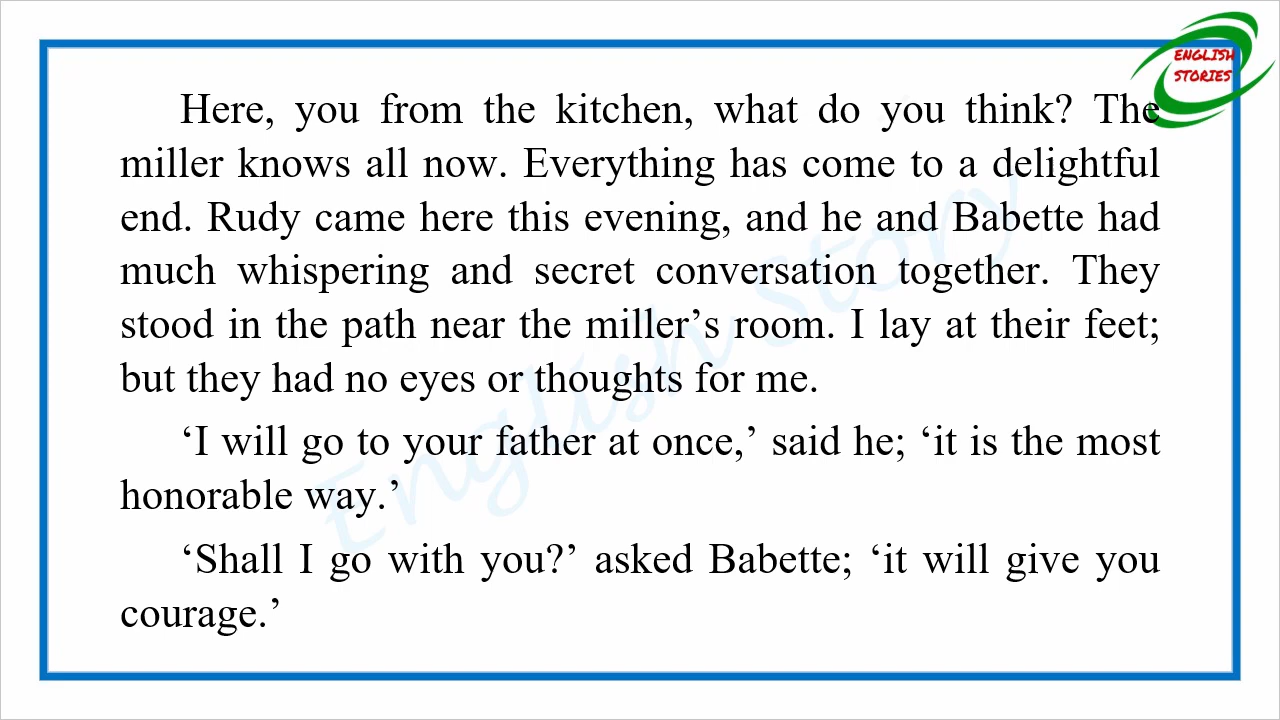 ENGLISH
STORIES
Here, you from the kitchen, what do you think? The
miller knows all now. Everything has come to a delightful
end. Rudy came here this evening, and he and Babette had
much whispering and secret conversation together. They
stood in the path near the miller’s room. I lay at their feet;
but they had no eyes or thoughts for me.
‘I will go to your father at once,’ said he; ‘it is the most
honorable way.’
‘Shall I go with you?’ asked Babette; ‘it will give you
courage.’
English Story